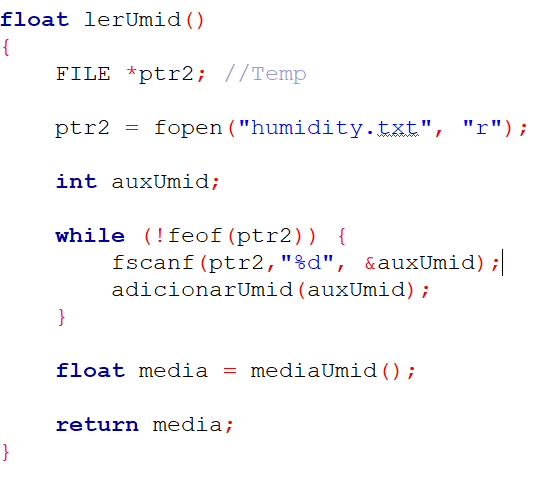 float lerUmid()
{
    FILE *ptr2; //Temp

    ptr2 = fopen("humidity.txt", "r");

    int auxUmid;

    while (!feof(ptr2)) {
        fscanf(ptr2,"%d", &auxUmid);
        adicionarUmid(auxUmid);
    }

    float media = mediaUmid();

    return media;
}